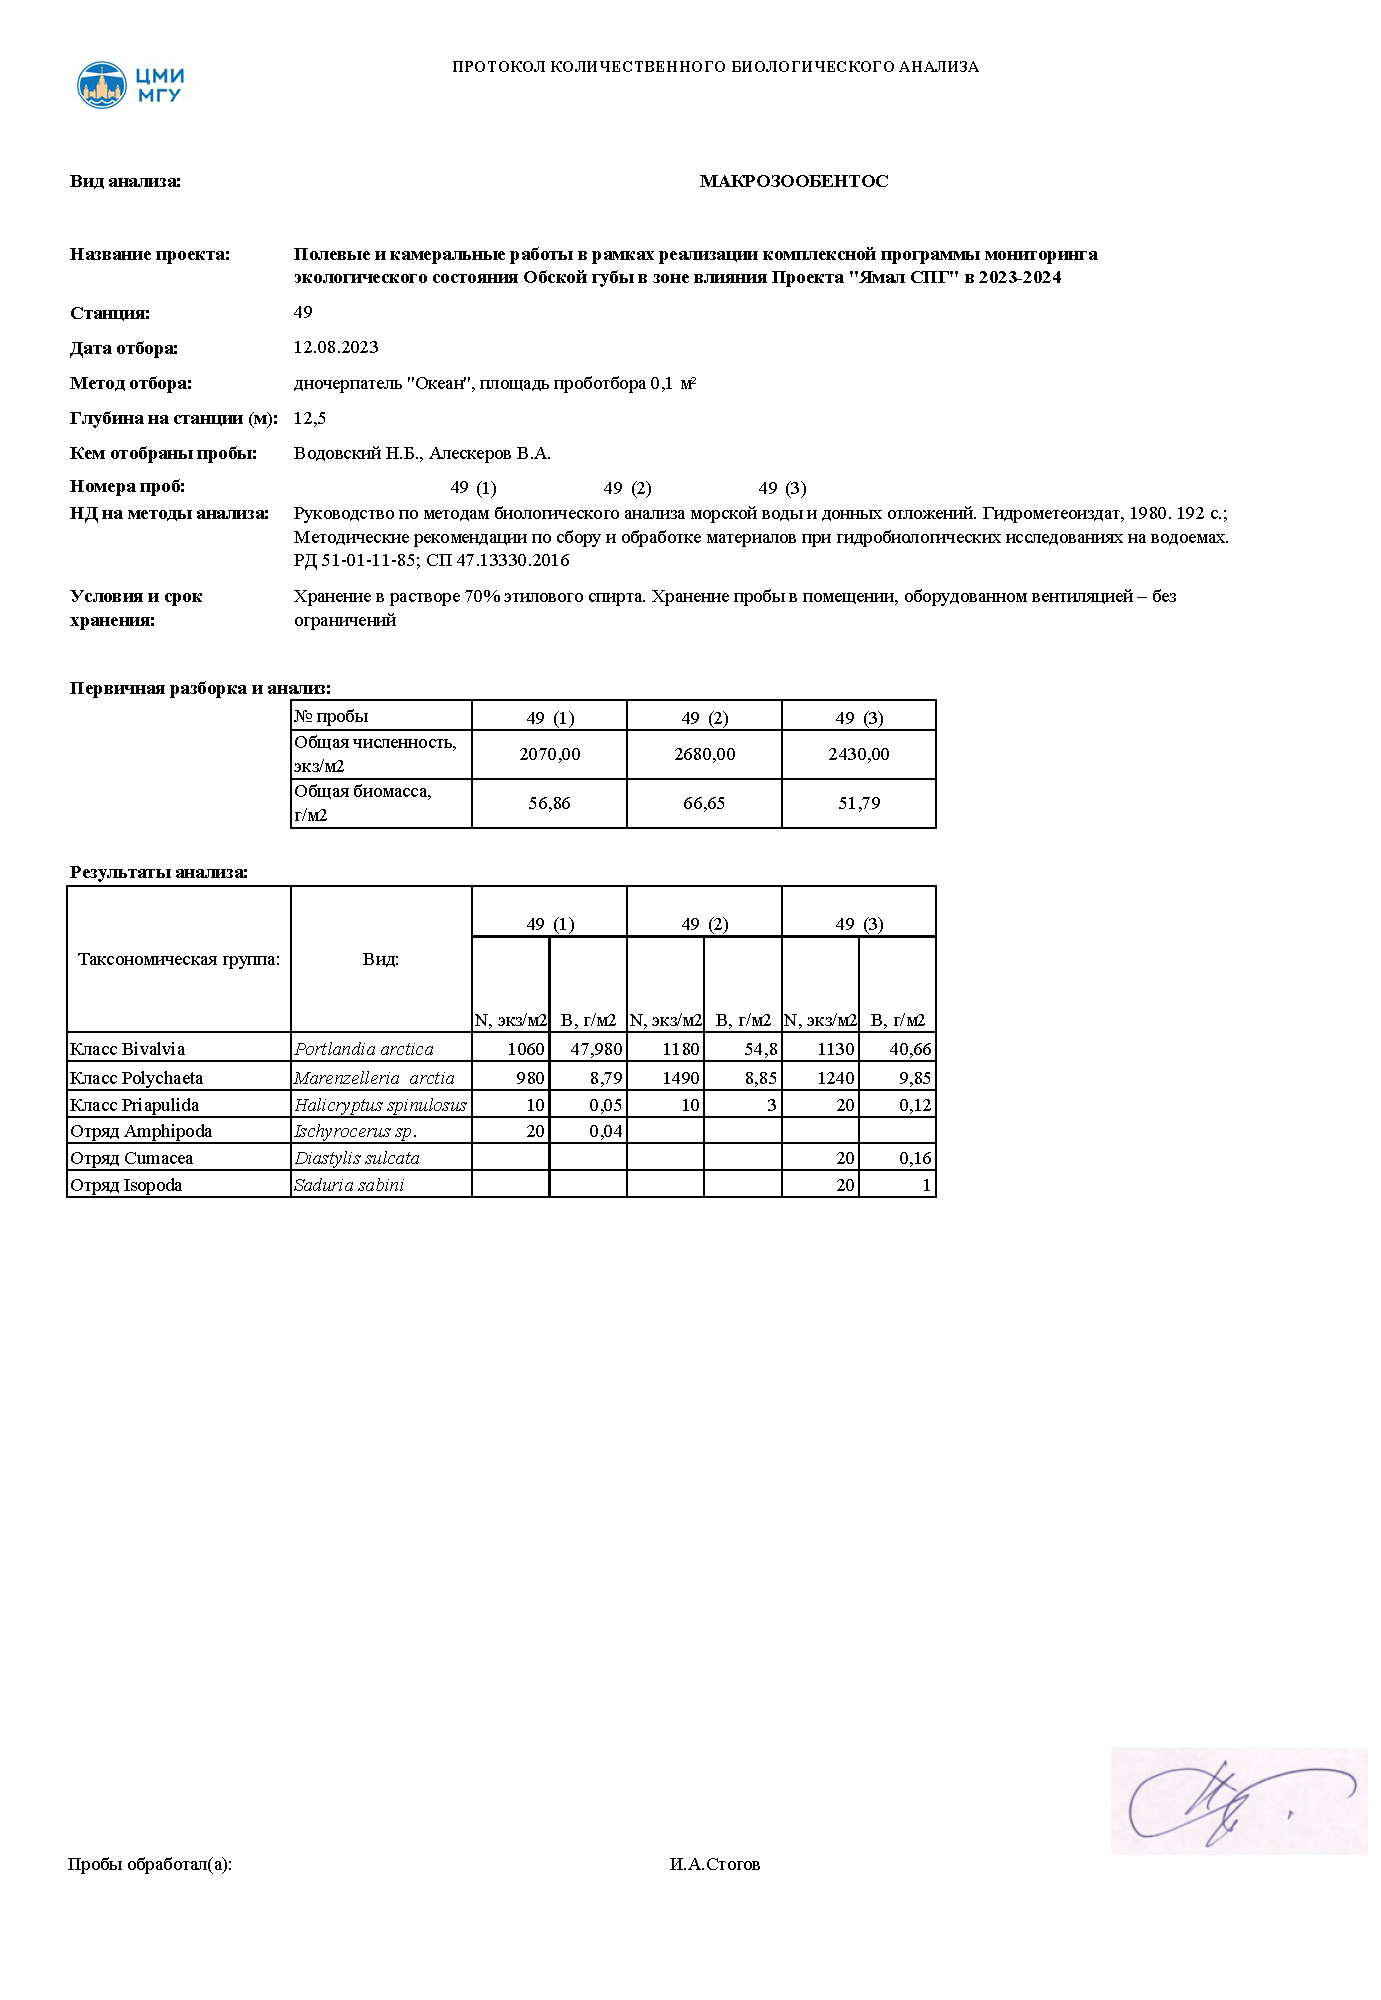 ЦМИ
МГУ
ПРОТОКОЛ КОЛИЧЕСТВЕННОГО БИОЛОГИЧЕСКОГО АНАЛИЗА
Вид анализа: МАКРОЗООБЕНТОС
Название проекта: Полевые и камеральные работы в рамках реализации комплексной программы мониторинга
экологического состояния Обской губы в зоне влияния Проекта "Ямал СПГ" в 2023-2024
Станция: 49
Дата отбора: 12.08.2023
Метод отбора: дночерпатель "Океан", площадь проботбора 0,1 м²
Глубина на станции (м): 12,5
Кем отобраны пробы: Водовский Н.Б., Алескеров В.А.
Номера проб: 49 (1) 49 (2) 49 (3)
НД на методы анализа: Руководство по методам биологического анализа морской воды и донных отложений. Гидрометеоиздат, 1980. 192 с.;
Методические рекомендации по сбору и обработке материалов при гидробиологических исследованиях на водоемах.
РД 51-01-11-85; СП 47.13330.2016
Условия и срок Хранение в растворе 70% этилового спирта. Хранение пробы в помещении, оборудованном вентиляцией – без
хранения: ограничений
Первичная разборка и анализ:
№ пробы 49 (1) 49 (2) 49 (3)
Общая численность,
экз/м2 2070,00 2680,00 2430,00
Общая биомасса,
г/м2 56,86 66,65 51,79
Результаты анализа:
Таксономическая группа: Вид: 49 (1) 49 (2) 49 (3)
N, экз/м2 B, г/м2 N, экз/м2 B, г/м2 N, экз/м2 B, г/м2
Класс Bivalvia Portlandia arctica 1060 47,980 1180 54,8 1130 40,66
Класс Polychaeta Marenzelleria arctia 980 8,79 1490 8,85 1240 9,85
Класс Priapulida Halicryptus spinulosus 10 0,05 10 3 20 0,12
Отряд Amphipoda Ischyrocerus sp. 20 0,04
Отряд Cumacea Diastylis sulcata 20 0,16
Отряд Isopoda Saduria sabini 20 1
Пробы обработал(а): И.А.Стогов